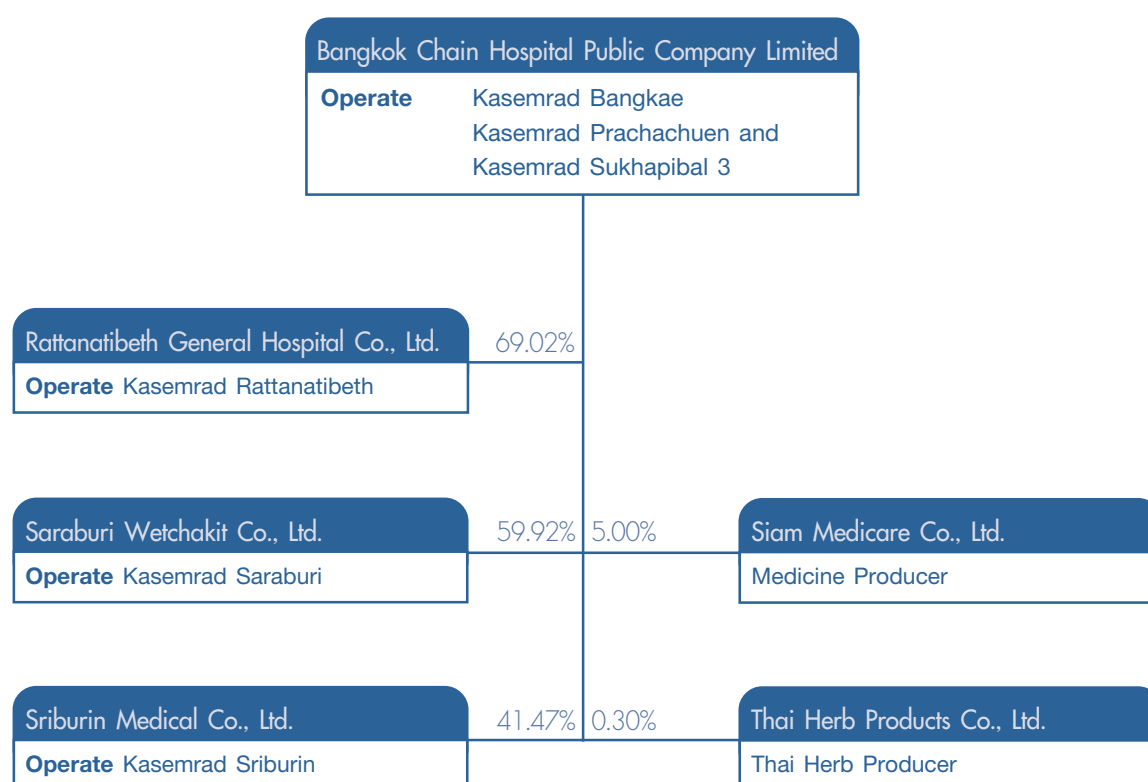 Bangkok Chain Hospital Public Company Limited
Operate Kasemrad Bangkae
Kasemrad Prachachuen and
Kasemrad Sukhapibal 3
Rattanatibeth General Hospital Co., Ltd. 69.02%
Operate Kasemrad Rattanatibeth
Saraburi Wetchakit Co., Ltd. 59.92% 5.00% Siam Medicare Co., Ltd.
Operate Kasemrad Saraburi Medicine Producer
Sriburin Medical Co., Ltd. 41.47% 0.30% Thai Herb Products Co., Ltd.
Operate Kasemrad Sriburin Thai Herb Producer